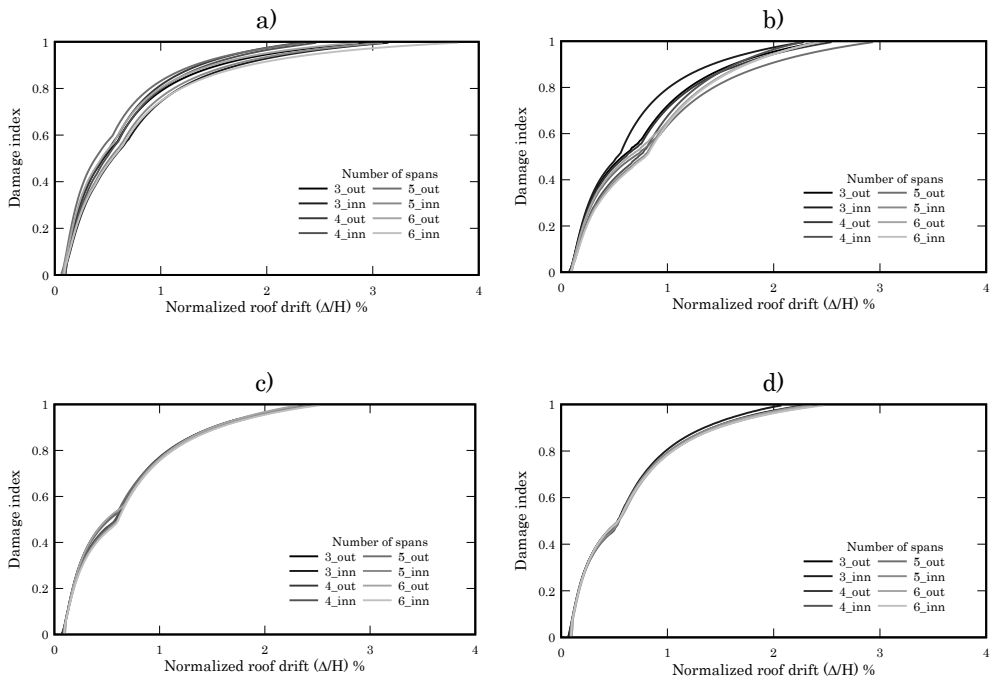 a)
1
0.8
0.6
0.4
0.2
0
Damage index
Number of spans
3_out 5_out
3_inn 5_inn
4_out 6_out
4_inn 6_inn
0 1 2 3 4
Normalized roof drift (Δ/H) %
b)
1
0.8
0.6
0.4
0.2
0
Damage index
Number of spans
3_out 5_out
3_inn 5_inn
4_out 6_out
4_inn 6_inn
0 1 2 3 4
Normalized roof drift (Δ/H) %
c)
1
0.8
0.6
0.4
0.2
0
Damage index
Number of spans
3_out 5_out
3_inn 5_inn
4_out 6_out
4_inn 6_inn
0 1 2 3 4
Normalized roof drift (Δ/H) %
d)
1
0.8
0.6
0.4
0.2
0
Damage index
Number of spans
3_out 5_out
3_inn 5_inn
4_out 6_out
4_inn 6_inn
0 1 2 3 4
Normalized roof drift (Δ/H) %